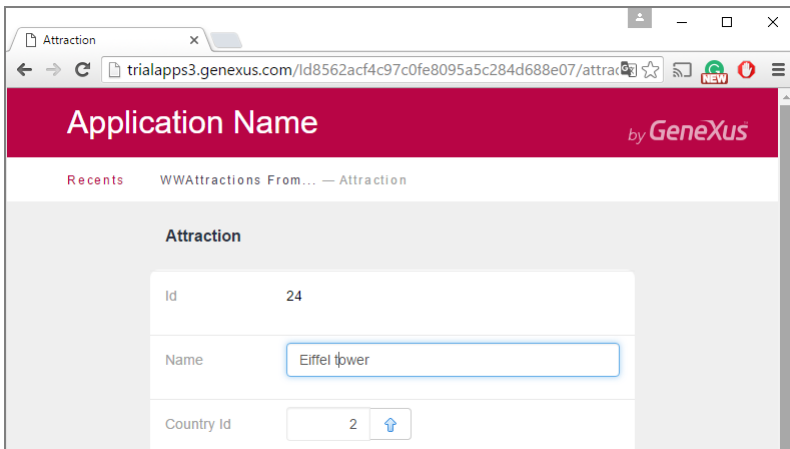 Attraction
trialapps3.genexus.com/Id8562acf4c97c0fe8095a5c284d688e07/attrac
NEW
Application Name
by GeneXus
Recents WWAttractions From... — Attraction
Attraction
Id 24
Name Eiffel tower
Country Id 2